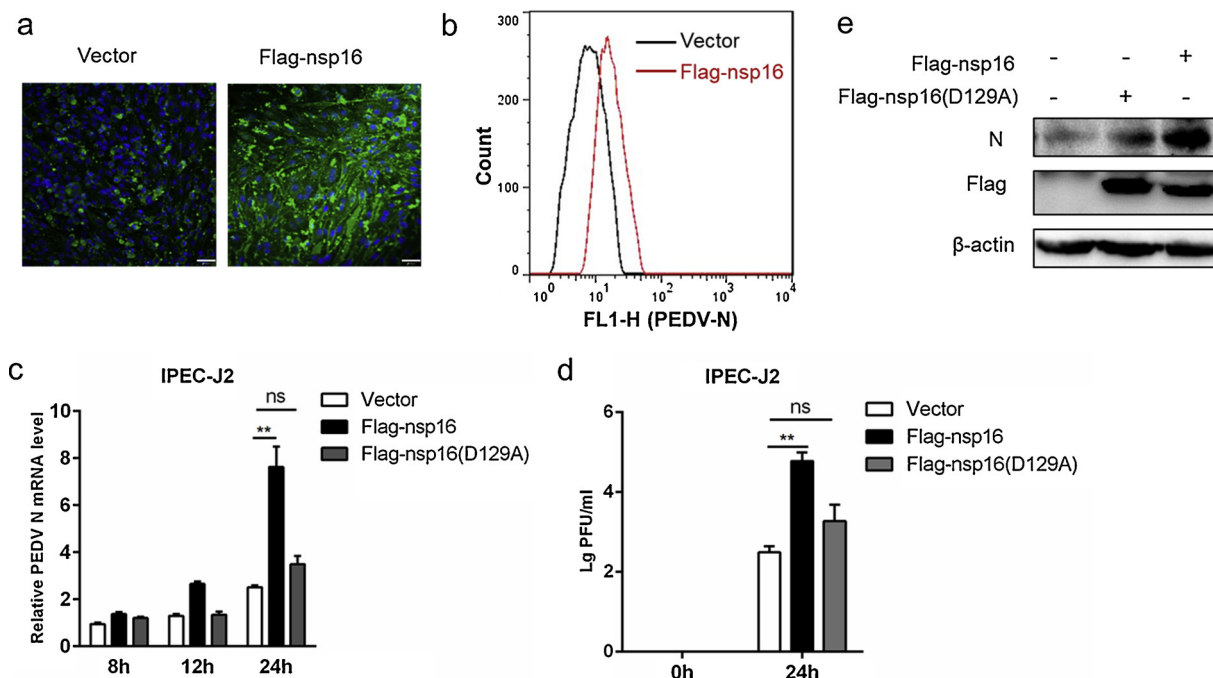 a
Vector
Flag-nsp16
b
300
200
100
0
Count
Vector
Flag-nsp16
10^0 10^1 10^2 10^3 10^4
FL1-H (PEDV-N)
e
Flag-nsp16 - - +
Flag-nsp16(D129A) - + -
N
Flag
β-actin
c
IPEC-J2
Relative PEDV N mRNA level
10
8
6
4
2
0
ns
**
8h 12h 24h
Vector
Flag-nsp16
Flag-nsp16(D129A)
d
IPEC-J2
Lg PFU/ml
6
4
2
0
ns
**
0h 24h
Vector
Flag-nsp16
Flag-nsp16(D129A)